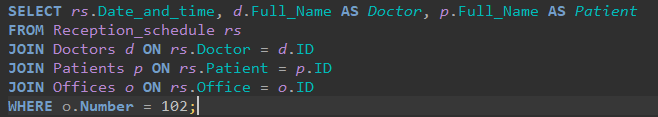 SELECT rs.Date_and_time, d.Full_Name AS Doctor, p.Full_Name AS Patient
FROM Reception_schedule rs
JOIN Doctors d ON rs.Doctor = d.ID
JOIN Patients p ON rs.Patient = p.ID
JOIN Offices o ON rs.Office = o.ID
WHERE o.Number = 102;